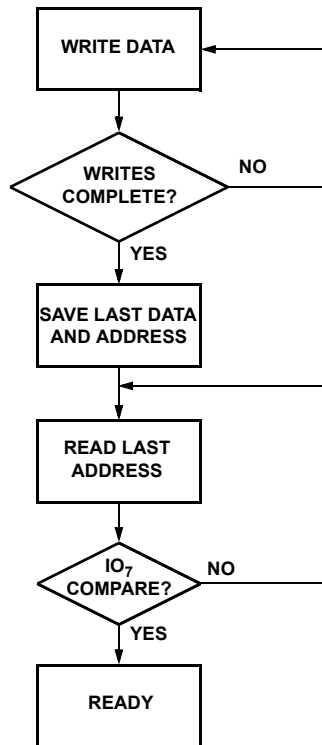 WRITE DATA
WRITES
COMPLETE?
NO
YES
SAVE LAST DATA
AND ADDRESS
READ LAST
ADDRESS
IO₇
COMPARE?
NO
YES
READY